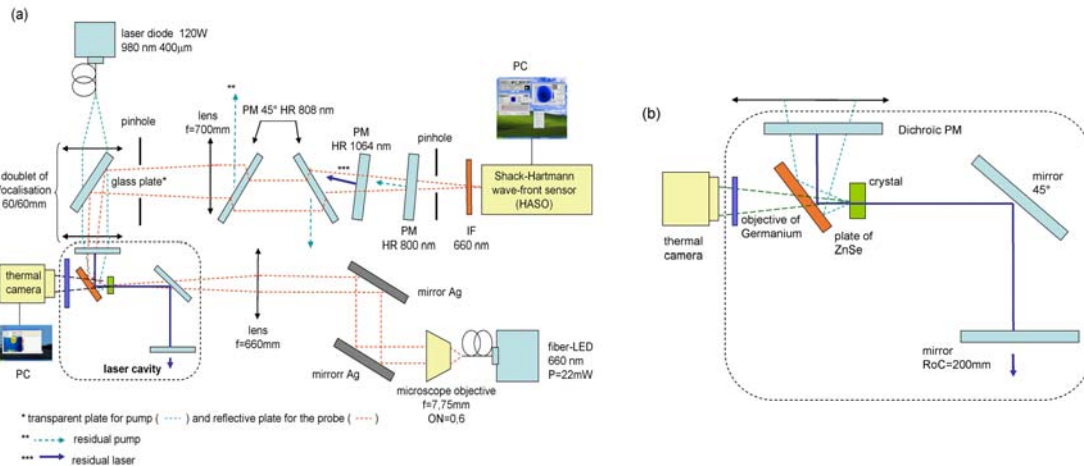 (a)
laser diode 120W
980 nm 400µm
pinhole
doublet of
focalisation
60/60mm
glass plate*
lens
f=700mm
**
PM 45° HR 808 nm
PM
HR 1064 nm
***
pinhole
PM
HR 800 nm
IF
660 nm
PC
Shack-Hartmann
wave-front sensor
(HASO)
thermal
camera
PC
laser cavity
lens
f=660mm
mirror Ag
mirorr Ag
microscope objective
f=7,75mm
ON=0,6
fiber-LED
660 nm
P=22mW
* transparent plate for pump ( ----- ) and reflective plate for the probe ( ----- )
** residual pump
*** residual laser
(b)
Dichroic PM
mirror
45°
crystal
thermal
camera
objective of
Germanium
plate of
ZnSe
mirror
RoC=200mm